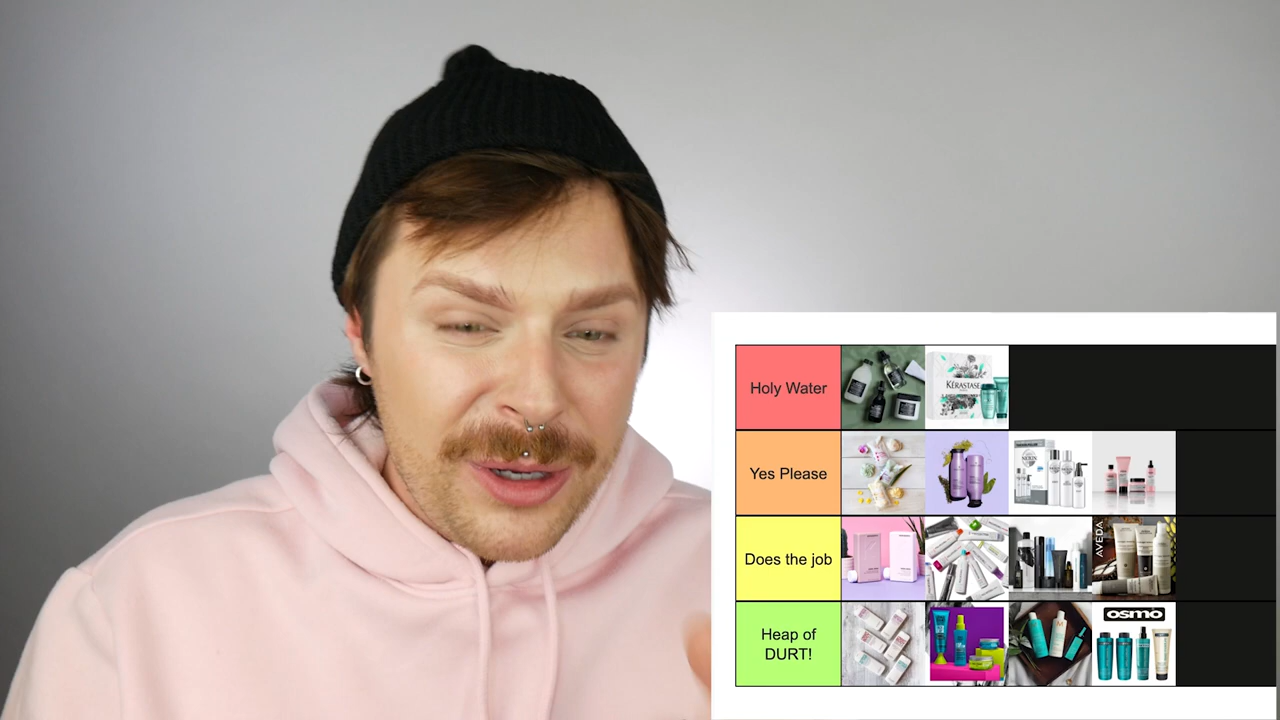 Holy Water
KÉRASTASE
Yes Please
NIOXIN
Does the job
AVEDA
Heap of
DURT!
osmo